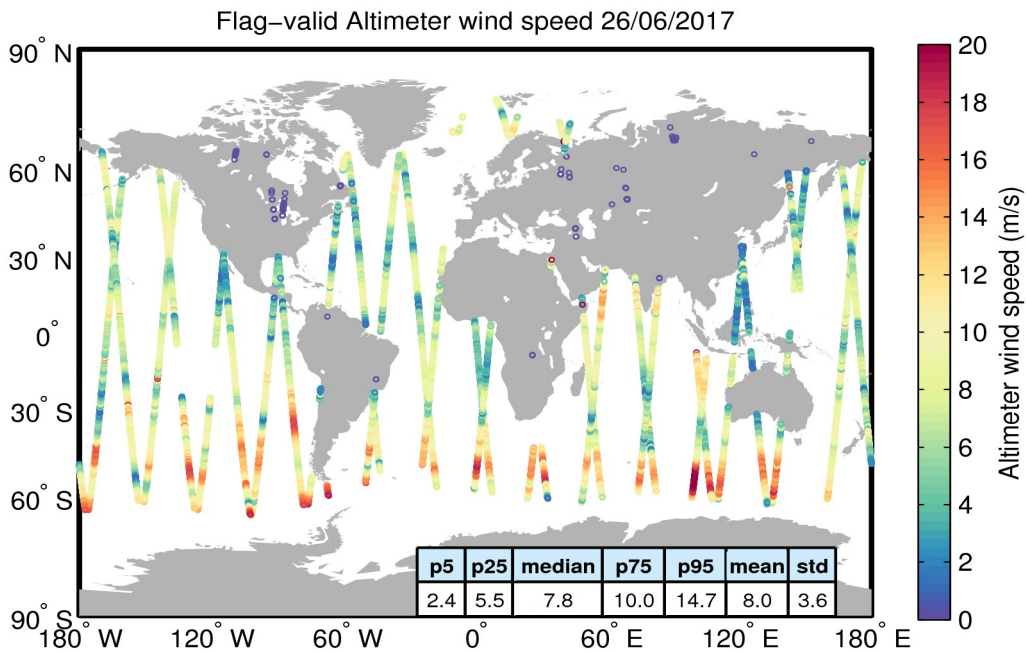 Flag−valid Altimeter wind speed 26/06/2017
90° N
60° N
30° N
0°
30° S
60° S
90° S
180° W
120° W
60° W
0°
60° E
120° E
180° E
p5 p25 median p75 p95 mean std
2.4 5.5 7.8 10.0 14.7 8.0 3.6
20
18
16
14
12
10
8
6
4
2
0
Altimeter wind speed (m/s)